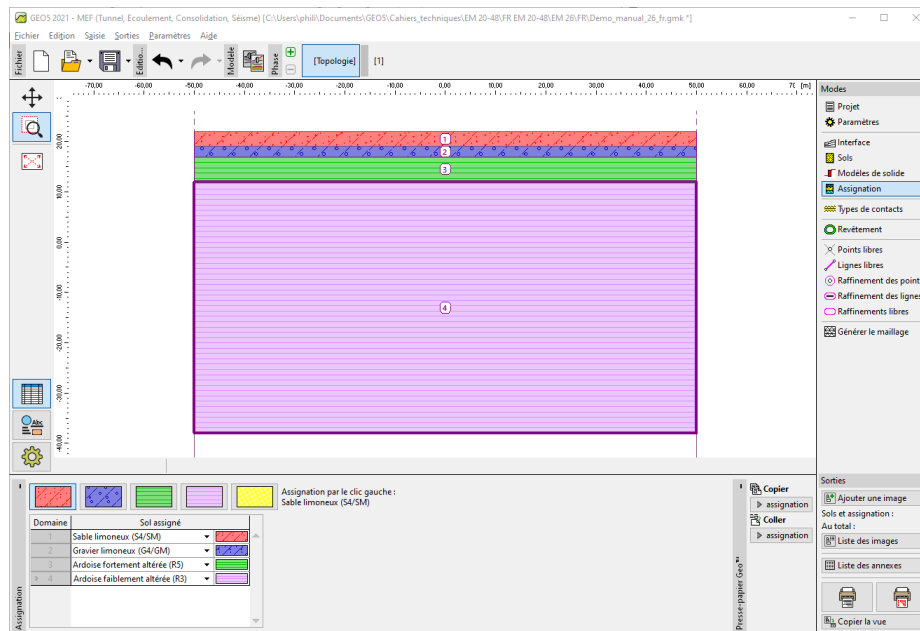 GEO5 2021 - MEF (Tunnel, Ecoulement, Consolidation, Séisme) [C:\Users\phili\Documents\GEO5\Cahiers_techniques\EM 20-48\FR EM 20-48\EM 26\FR\Demo_manual_26_fr.gmk *]
Fichier Edition Saisie Sorties Paramètres Aide
Fichier
Editio...
Modèle
Phase
[Topologie] [1]
-70,00 -60,00 -50,00 -40,00 -30,00 -20,00 -10,00 0,00 10,00 20,00 30,00 40,00 50,00 60,00 7( [m]
20,00
10,00
0,00
-10,00
-20,00
-30,00
-40,00
1
2
3
4
Abc
Modes
Projet
Paramètres
Interface
Sols
Modèles de solide
Assignation
Types de contacts
Revêtement
Points libres
Lignes libres
Raffinement des point
Raffinement des lignes
Raffinements libres
Générer le maillage
Assignation
Assignation par le clic gauche :
Sable limoneux (S4/SM)
Domaine Sol assigné
1 Sable limoneux (S4/SM)
2 Gravier limoneux (G4/GM)
3 Ardoise fortement altérée (R5)
4 Ardoise faiblement altérée (R3)
Presse-papier Geo™
Copier
assignation
Coller
assignation
Sorties
Ajouter une image
Sols et assignation :
Au total :
Liste des images
Liste des annexes
Copier la vue